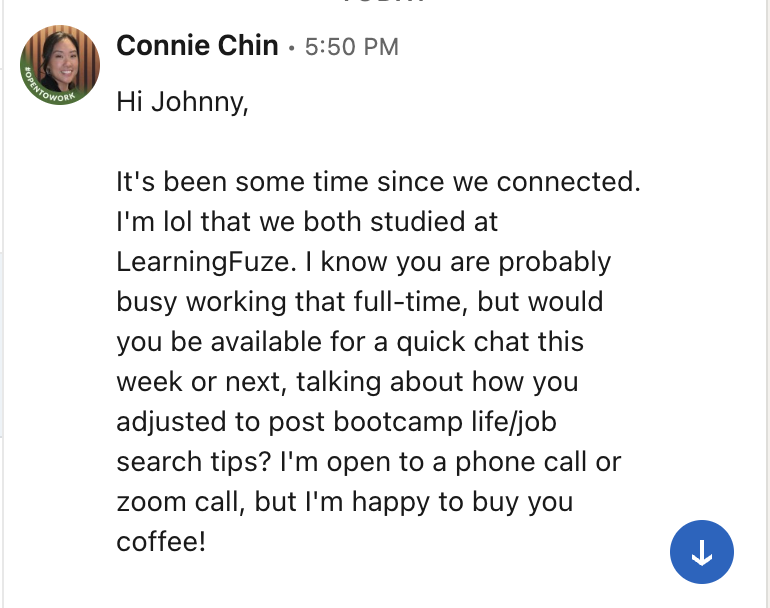 Connie Chin • 5:50 PM
#OPENTOWORK
Hi Johnny,
It's been some time since we connected.
I'm lol that we both studied at
LearningFuze. I know you are probably
busy working that full-time, but would
you be available for a quick chat this
week or next, talking about how you
adjusted to post bootcamp life/job
search tips? I'm open to a phone call or
zoom call, but I'm happy to buy you
coffee!